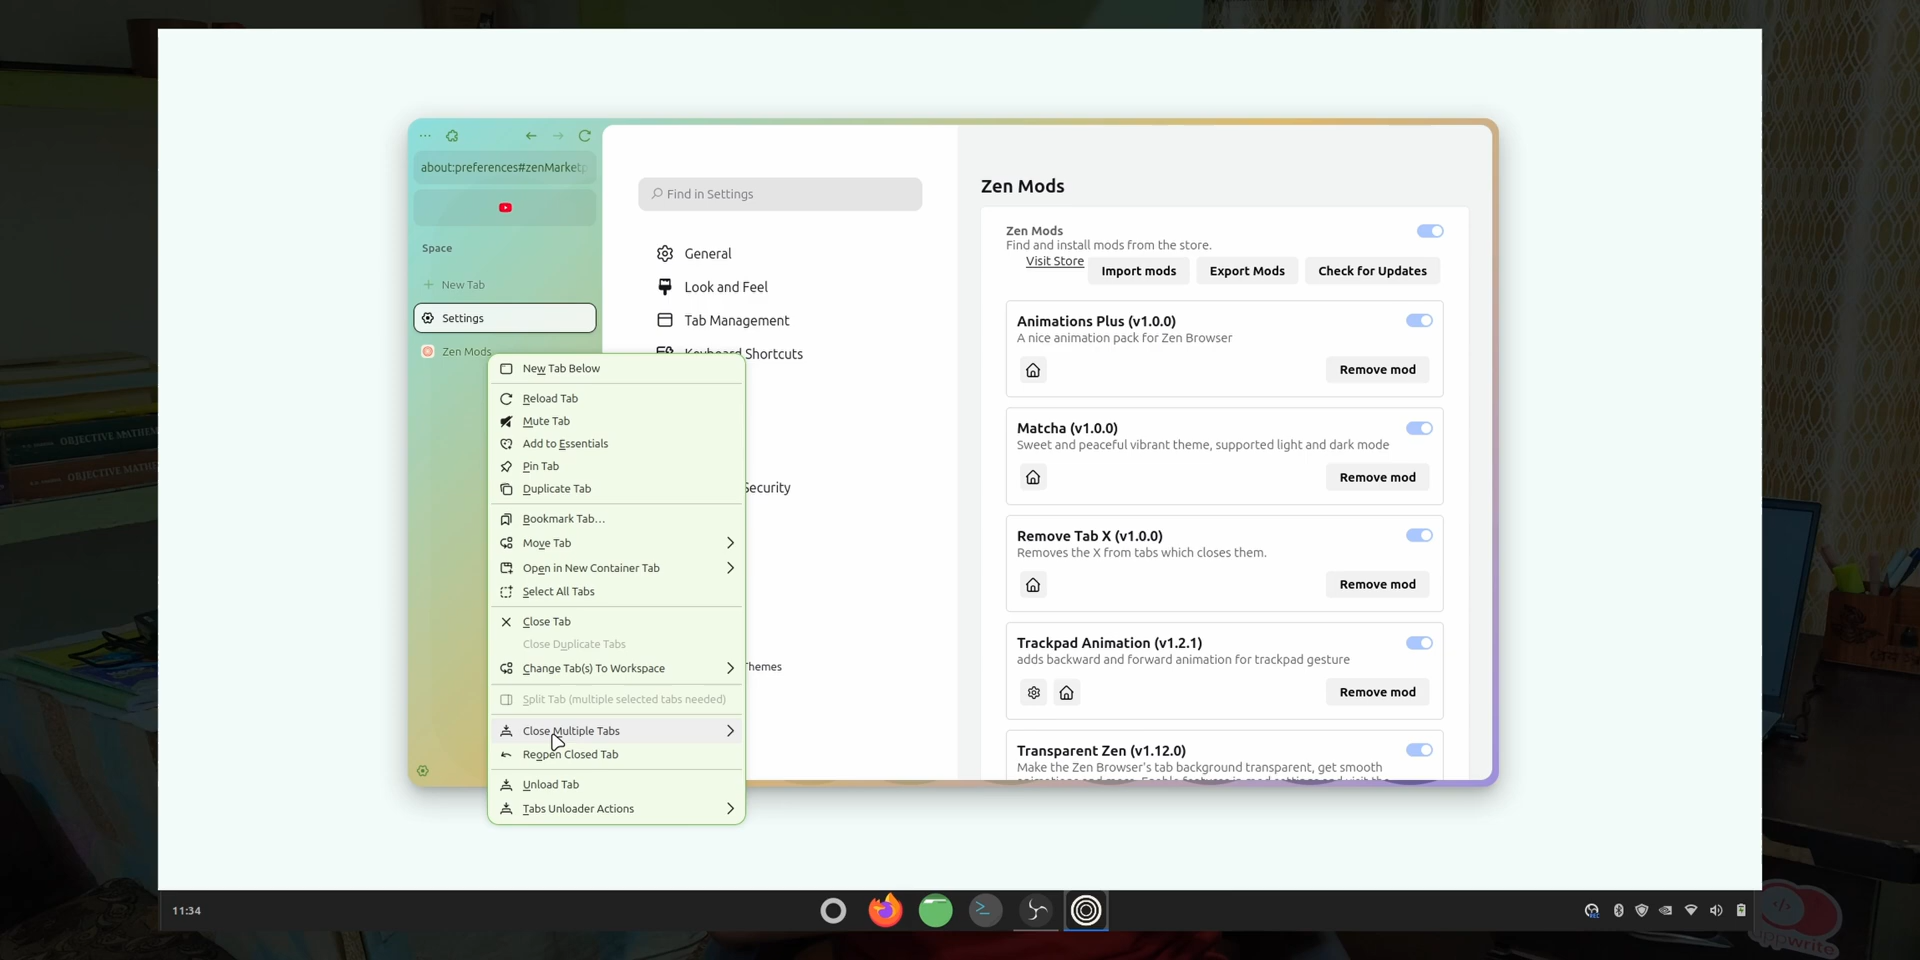 about:preferences#zenMarketp
Space
New Tab
Settings
Zen Mods
New Tab Below
Reload Tab
Mute Tab
Add to Essentials
Pin Tab
Duplicate Tab
Bookmark Tab...
Move Tab
Open in New Container Tab
Select All Tabs
Close Tab
Close Duplicate Tabs
Change Tab(s) To Workspace
Split Tab (multiple selected tabs needed)
Close Multiple Tabs
Reopen Closed Tab
Unload Tab
Tabs Unloader Actions
Find in Settings
General
Look and Feel
Tab Management
Keyboard Shortcuts
Security
Themes
Zen Mods
Zen Mods
Find and install mods from the store.
Visit Store
Import mods
Export Mods
Check for Updates
Animations Plus (v1.0.0)
A nice animation pack for Zen Browser
Remove mod
Matcha (v1.0.0)
Sweet and peaceful vibrant theme, supported light and dark mode
Remove mod
Remove Tab X (v1.0.0)
Removes the X from tabs which closes them.
Remove mod
Trackpad Animation (v1.2.1)
adds backward and forward animation for trackpad gesture
Remove mod
Transparent Zen (v1.12.0)
Make the Zen Browser's tab background transparent, get smooth
11:34
OBJECTIVE MATHEM
OBJECTIVE MATHEM
appwrite